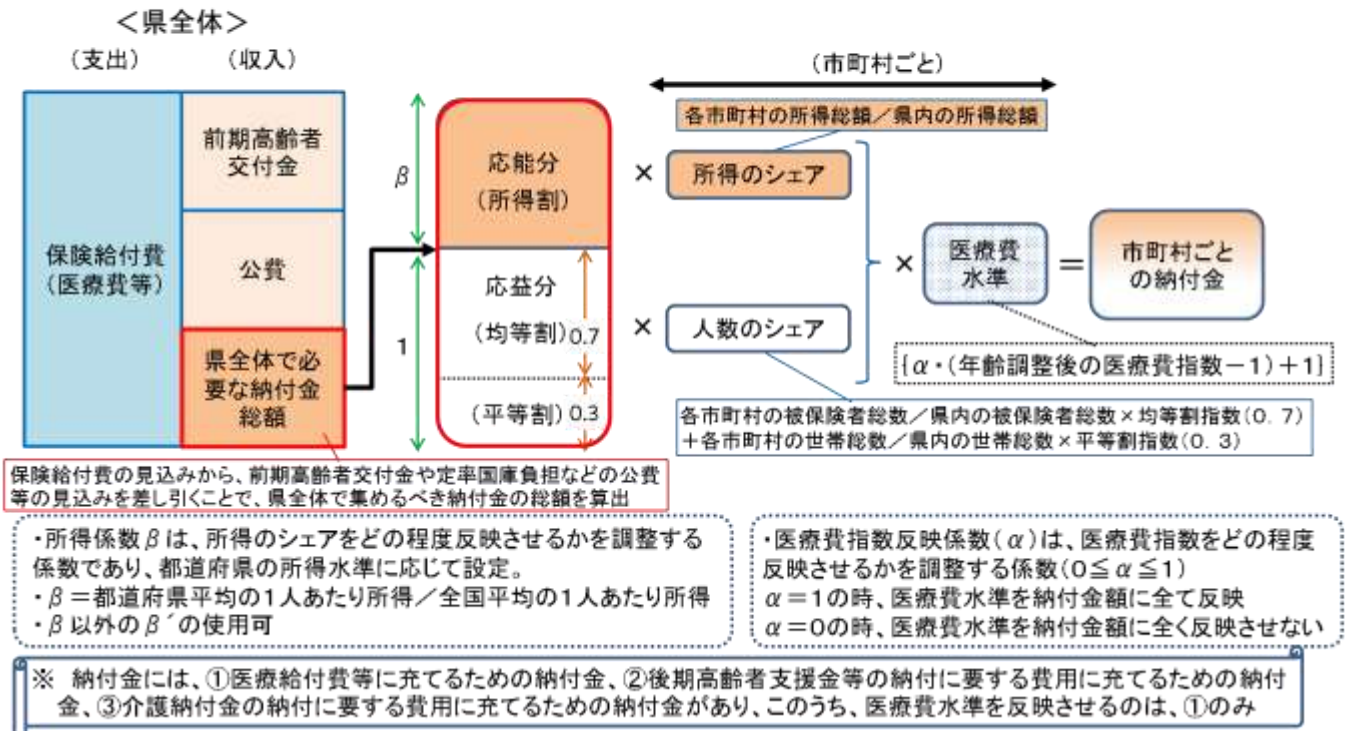 ＜県全体＞
（支出）
（収入）
（市町村ごと）
保険給付費
（医療費等）
前期高齢者
交付金
公費
県全体で必
要な納付金
総額
β
1
応能分
（所得割）
応益分
（均等割）
0.7
（平等割）
0.3
各市町村の所得総額／県内の所得総額
×
所得のシェア
×
人数のシェア
×
医療費
水準
＝
市町村ごと
の納付金
｛α・（年齢調整後の医療費指数－1）＋1｝
各市町村の被保険者総数／県内の被保険者総数×均等割指数（0．7）
＋各市町村の世帯総数／県内の世帯総数×平等割指数（0．3）
保険給付費の見込みから、前期高齢者交付金や定率国庫負担などの公費
等の見込みを差し引くことで、県全体で集めるべき納付金の総額を算出
・所得係数βは、所得のシェアをどの程度反映させるかを調整する
係数であり、都道府県の所得水準に応じて設定。
・β＝都道府県平均の1人あたり所得／全国平均の1人あたり所得
・β以外のβ´の使用可
・医療費指数反映係数（α）は、医療費指数をどの程度
反映させるかを調整する係数（0≦α≦1）
α＝1の時、医療費水準を納付金額に全て反映
α＝0の時、医療費水準を納付金額に全く反映させない
※　納付金には、①医療給付費等に充てるための納付金、②後期高齢者支援金等の納付に要する費用に充てるための納付
金、③介護納付金の納付に要する費用に充てるための納付金があり、このうち、医療費水準を反映させるのは、①のみ